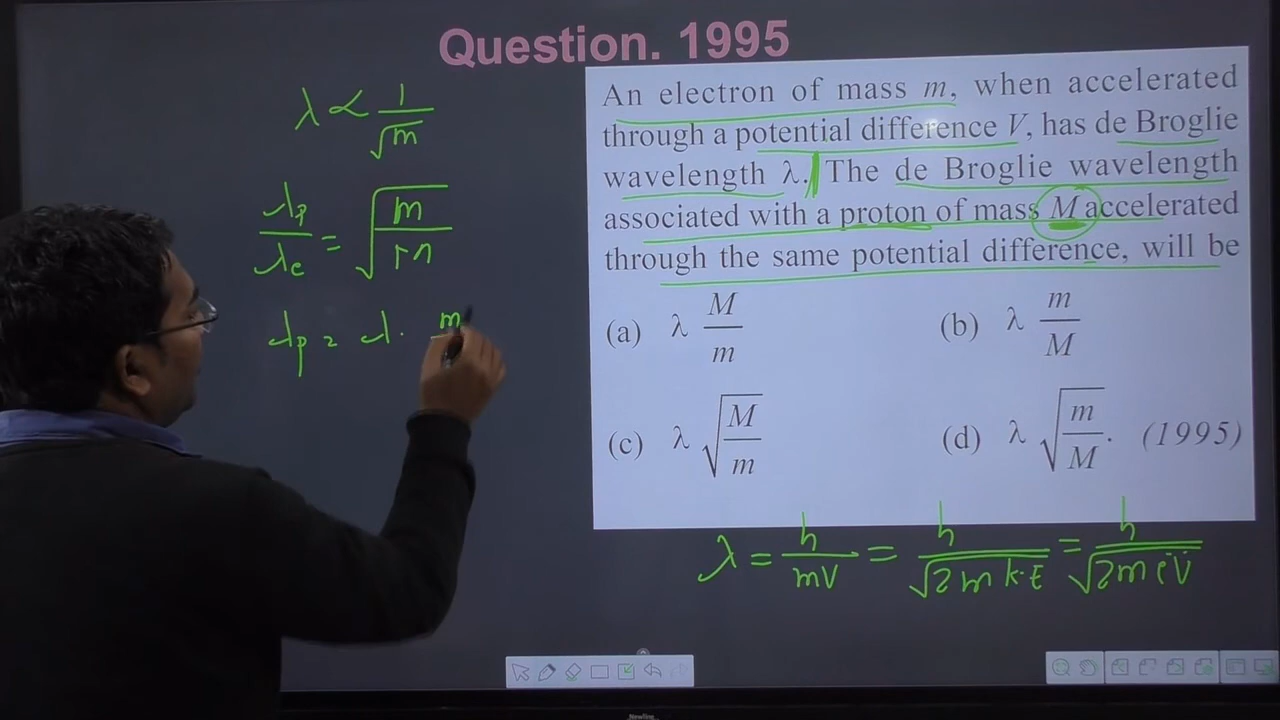 Question. 1995
An electron of mass m, when accelerated
through a potential difference V, has de Broglie
wavelength λ. The de Broglie wavelength
associated with a proton of mass M accelerated
through the same potential difference, will be
(a) λ M/m (b) λ m/M
(c) λ √(M/m) (d) λ √(m/M). (1995)
λ ∝ 1/√m
λp/λe = √(m/m)
λp = λ · m
λ = h/mV = h/√(2m K·E) = h/√(2m eV)